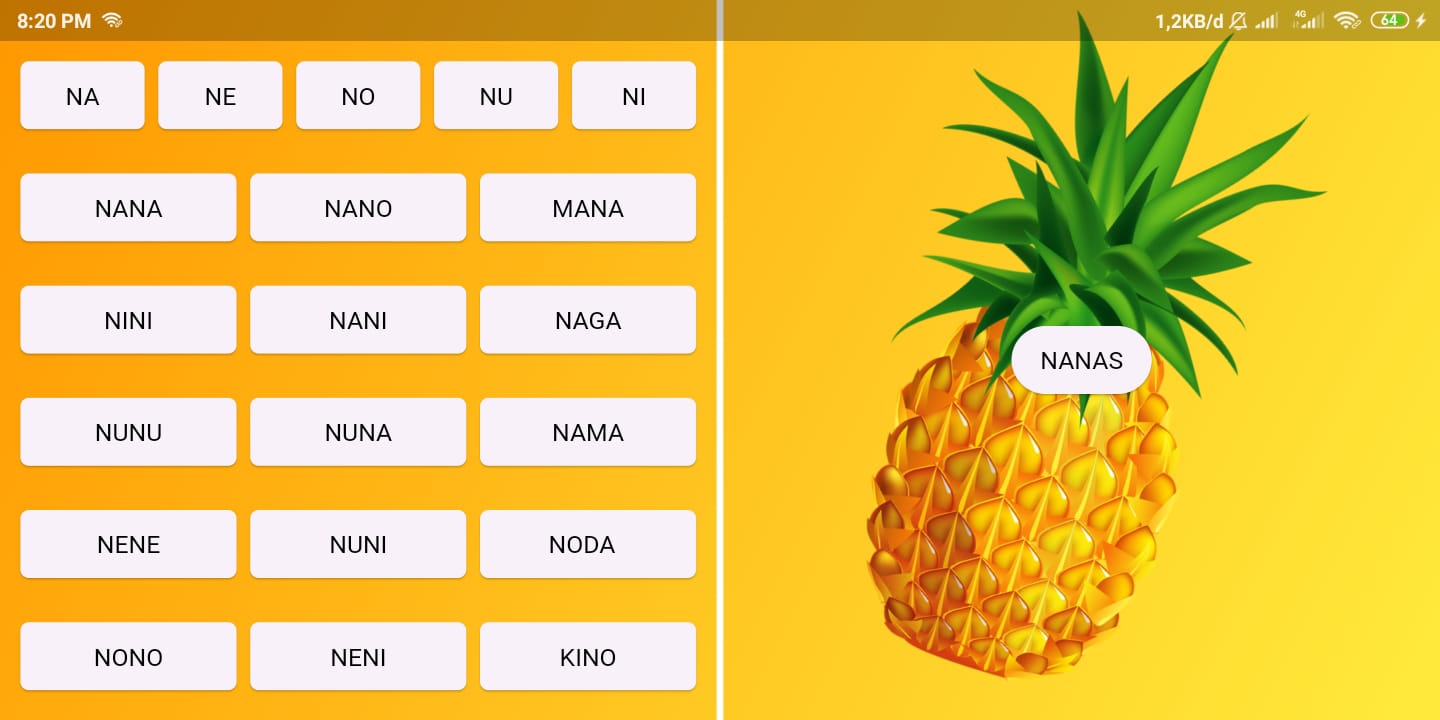 8:20 PM
1,2KB/d 4G 64
NA NE NO NU NI
NANA NANO MANA
NINI NANI NAGA
NUNU NUNA NAMA
NENE NUNI NODA
NONO NENI KINO
NANAS